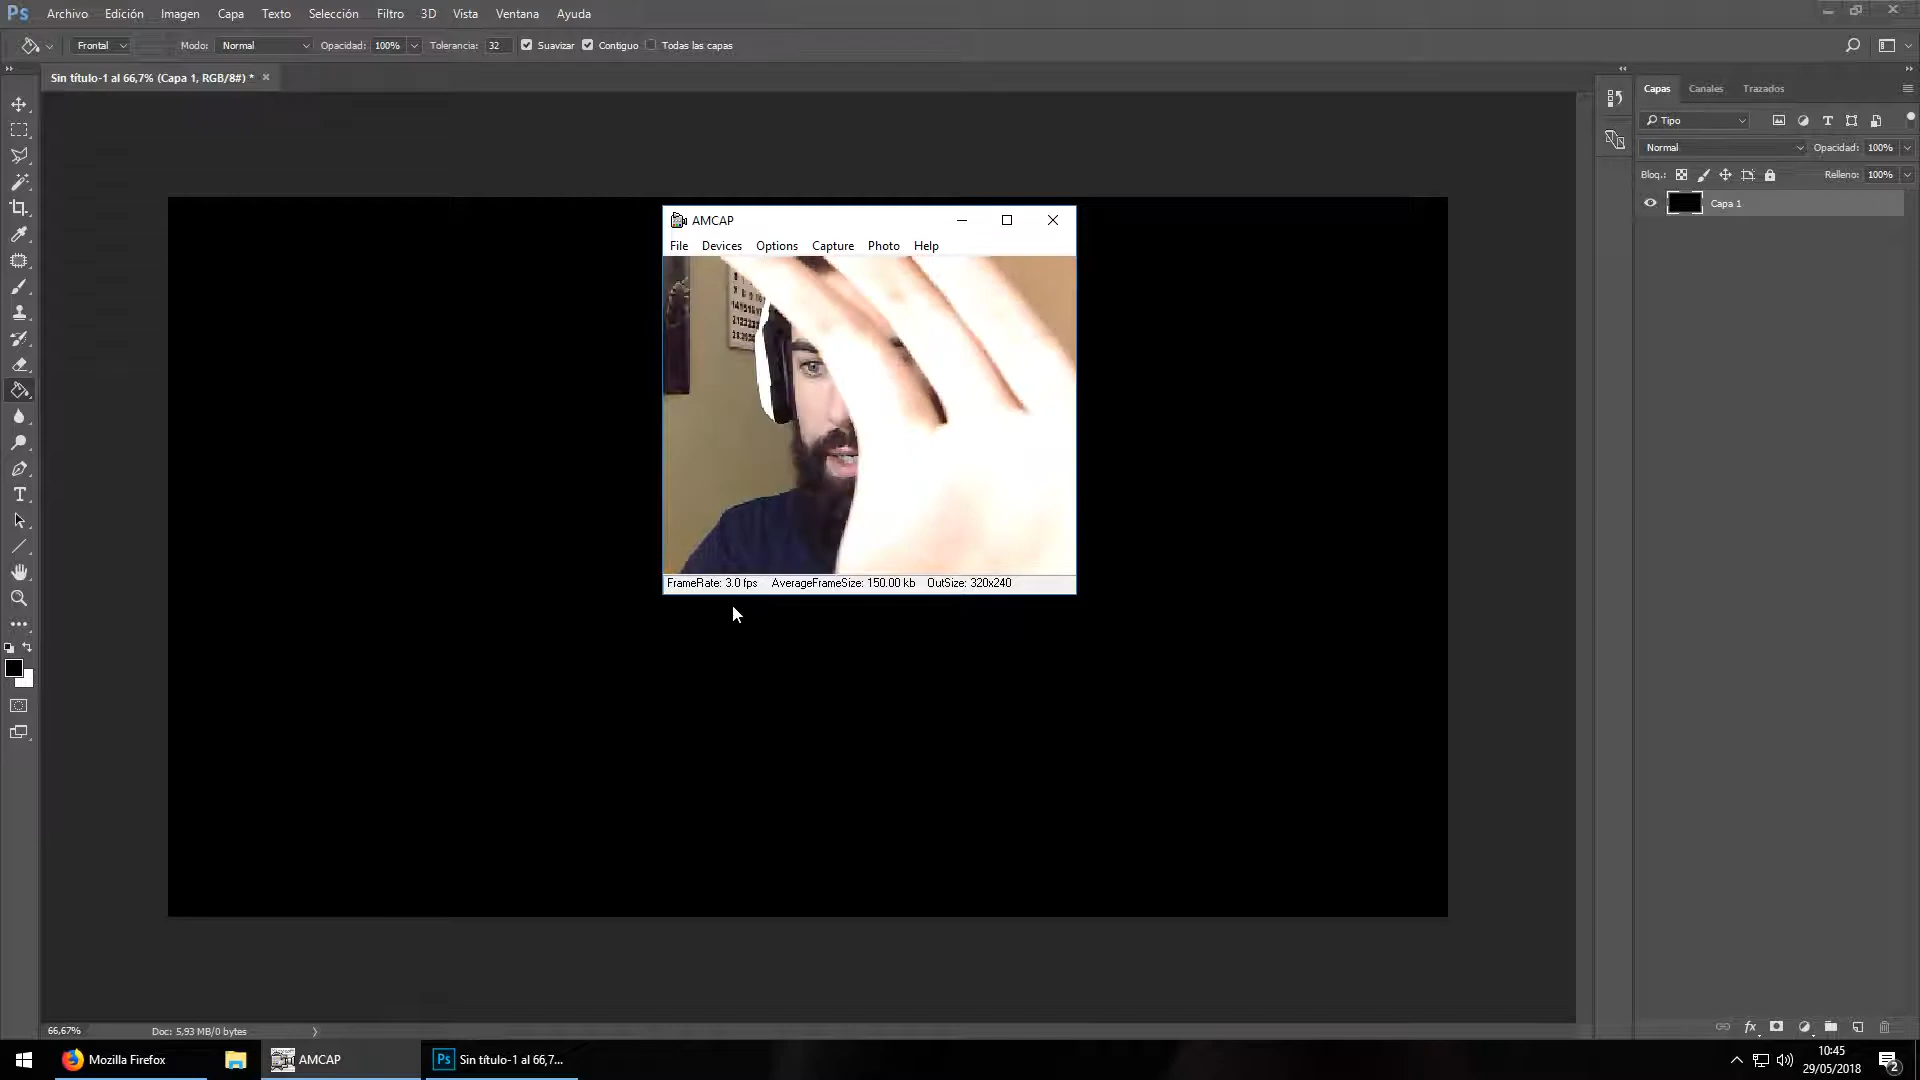 Ps Archivo Edición Imagen Capa Texto Selección Filtro 3D Vista Ventana Ayuda
Frontal Modo: Normal Opacidad: 100% Tolerancia: 32 Suavizar Contiguo Todas las capas
Sin título-1 al 66,7% (Capa 1, RGB/8#) *
Capas Canales Trazados
Tipo
Normal Opacidad: 100%
Bloq.: Relleno: 100%
Capa 1
AMCAP
File Devices Options Capture Photo Help
FrameRate: 3.0 fps AverageFrameSize: 150.00 kb OutSize: 320x240
66,67% Doc: 5,93 MB/0 bytes
fx
Mozilla Firefox AMCAP Ps Sin título-1 al 66,7...
10:45
29/05/2018
2